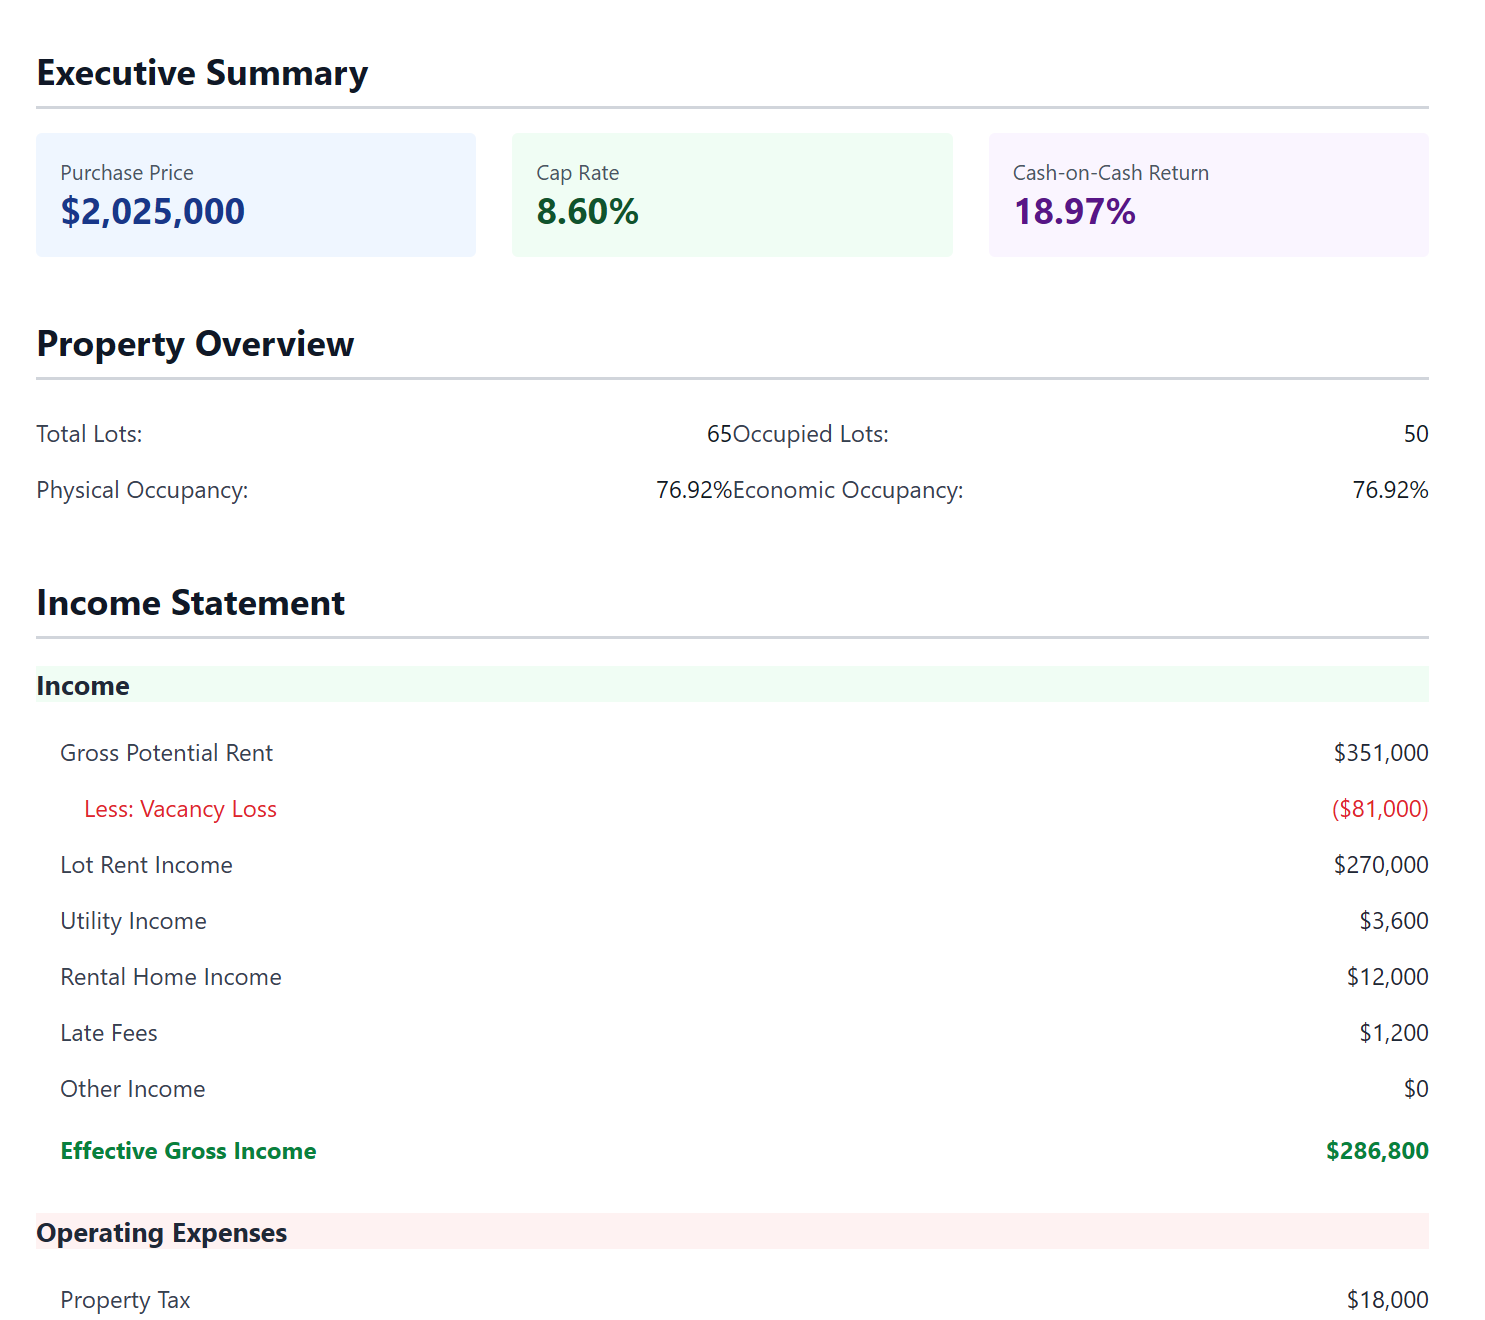 Executive Summary
Purchase Price
$2,025,000
Cap Rate
8.60%
Cash-on-Cash Return
18.97%
Property Overview
Total Lots: 65 Occupied Lots: 50
Physical Occupancy: 76.92% Economic Occupancy: 76.92%
Income Statement
Income
Gross Potential Rent $351,000
Less: Vacancy Loss ($81,000)
Lot Rent Income $270,000
Utility Income $3,600
Rental Home Income $12,000
Late Fees $1,200
Other Income $0
Effective Gross Income $286,800
Operating Expenses
Property Tax $18,000